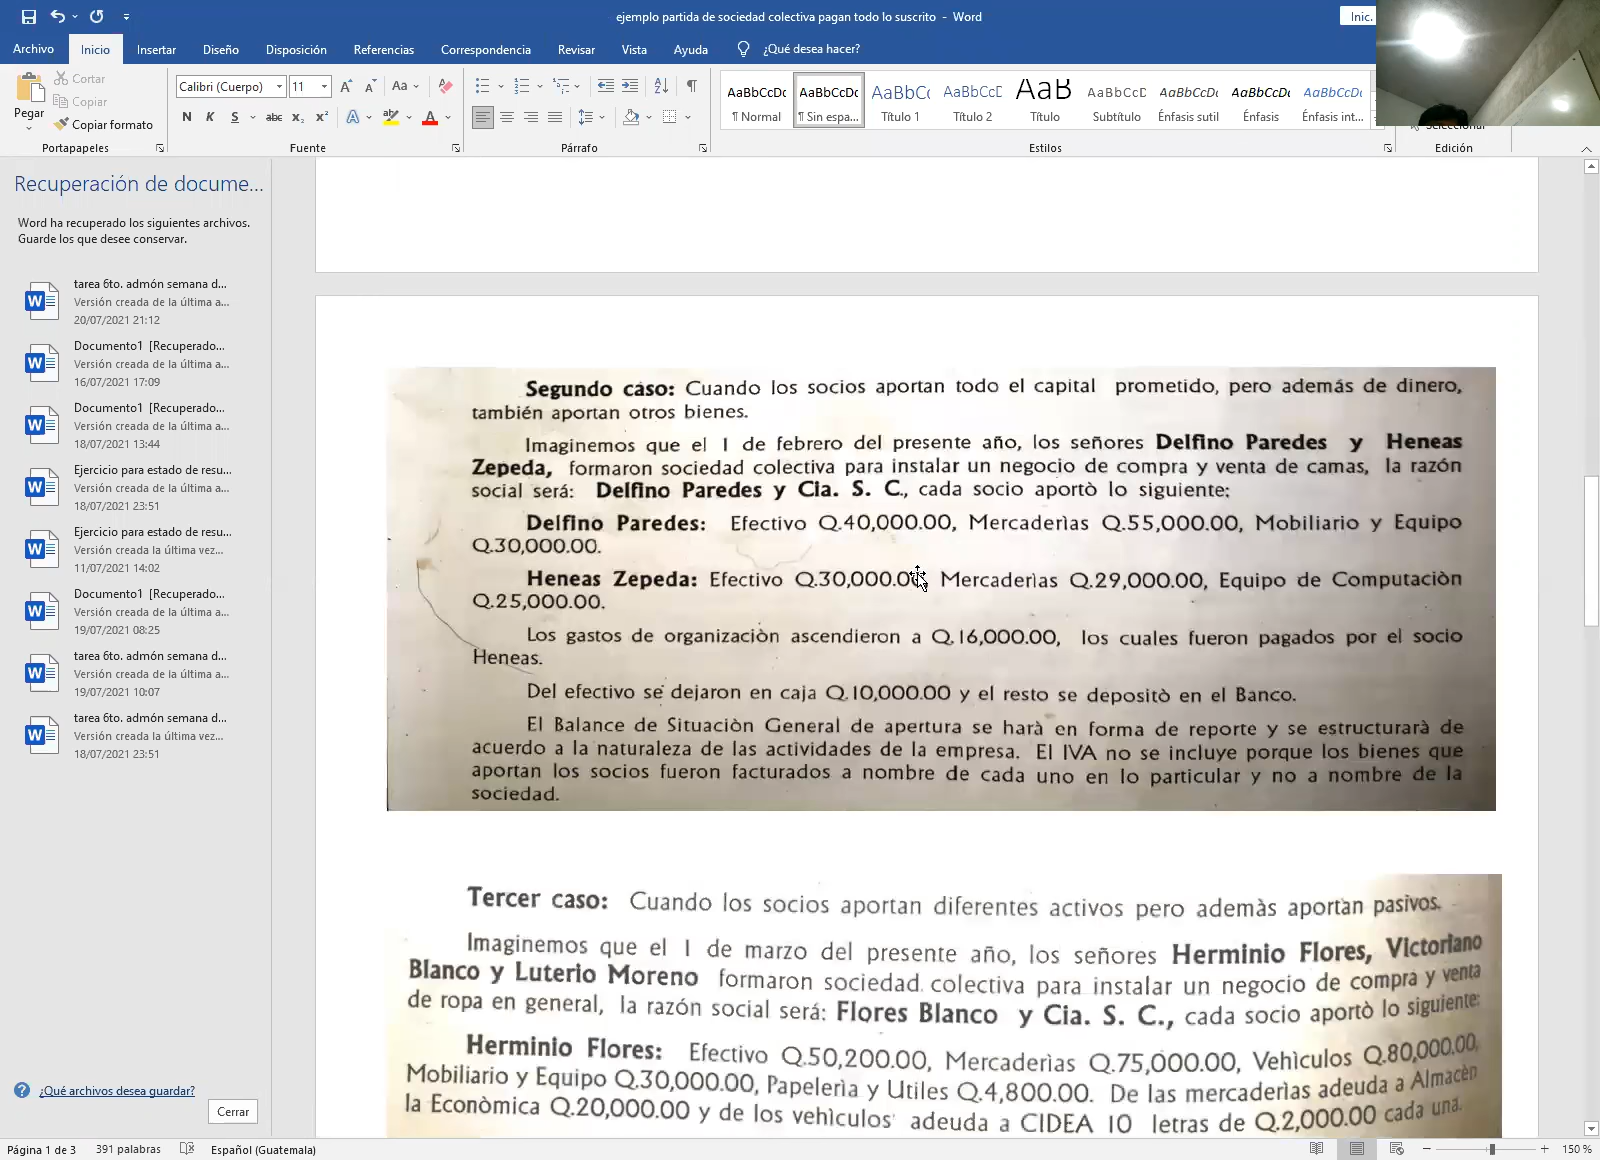 ejemplo partida de sociedad colectiva pagan todo lo suscrito - Word
Inic.
Archivo Inicio Insertar Diseño Disposición Referencias Correspondencia Revisar Vista Ayuda ¿Qué desea hacer?
Pegar
Cortar
Copiar
Copiar formato
Portapapeles
Calibri (Cuerpo) 11
Fuente
Párrafo
AaBbCcDc AaBbCcDc AaBbC( AaBbCcD AaB AaBbCcD AaBbCcDt AaBbCcDt AaBbCcDt
¶ Normal ¶ Sin espa... Título 1 Título 2 Título Subtítulo Énfasis sutil Énfasis Énfasis int...
Estilos
Seleccionar
Edición
Recuperación de docume...
Word ha recuperado los siguientes archivos.
Guarde los que desee conservar.
tarea 6to. admón semana d...
Versión creada de la última a...
20/07/2021 21:12
Documento1 [Recuperado...
Versión creada de la última a...
16/07/2021 17:09
Documento1 [Recuperado...
Versión creada de la última a...
18/07/2021 13:44
Ejercicio para estado de resu...
Versión creada de la última a...
18/07/2021 23:51
Ejercicio para estado de resu...
Versión creada la última vez...
11/07/2021 14:02
Documento1 [Recuperado...
Versión creada de la última a...
19/07/2021 08:25
tarea 6to. admón semana d...
Versión creada de la última a...
19/07/2021 10:07
tarea 6to. admón semana d...
Versión creada la última vez...
18/07/2021 23:51
¿Qué archivos desea guardar?
Cerrar
Segundo caso: Cuando los socios aportan todo el capital prometido, pero además de dinero,
también aportan otros bienes.
Imaginemos que el 1 de febrero del presente año, los señores Delfino Paredes y Heneas
Zepeda, formaron sociedad colectiva para instalar un negocio de compra y venta de camas, la razón
social será: Delfino Paredes y Cia. S. C., cada socio aportò lo siguiente:
Delfino Paredes: Efectivo Q.40,000.00, Mercaderìas Q.55,000.00, Mobiliario y Equipo
Q.30,000.00.
Heneas Zepeda: Efectivo Q.30,000.00, Mercaderìas Q.29,000.00, Equipo de Computaciòn
Q.25,000.00.
Los gastos de organizaciòn ascendieron a Q.16,000.00, los cuales fueron pagados por el socio
Heneas.
Del efectivo se dejaron en caja Q.10,000.00 y el resto se depositò en el Banco.
El Balance de Situaciòn General de apertura se harà en forma de reporte y se estructurarà de
acuerdo a la naturaleza de las actividades de la empresa. El IVA no se incluye porque los bienes que
aportan los socios fueron facturados a nombre de cada uno en lo particular y no a nombre de la
sociedad.
Tercer caso: Cuando los socios aportan diferentes activos pero ademàs aportan pasivos.
Imaginemos que el 1 de marzo del presente año, los señores Herminio Flores, Victoriano
Blanco y Luterio Moreno formaron sociedad colectiva para instalar un negocio de compra y venta
de ropa en general, la razón social será: Flores Blanco y Cia. S. C., cada socio aportò lo siguiente:
Herminio Flores: Efectivo Q.50,200.00, Mercaderìas Q.75,000.00, Vehìculos Q.80,000.00,
Mobiliario y Equipo Q.30,000.00, Papelerìa y Utiles Q.4,800.00. De las mercaderìas adeuda a Almacèn
la Econòmica Q.20,000.00 y de los vehìculos adeuda a CIDEA 10 letras de Q.2,000.00 cada una.
Página 1 de 3 391 palabras Español (Guatemala) 150 %